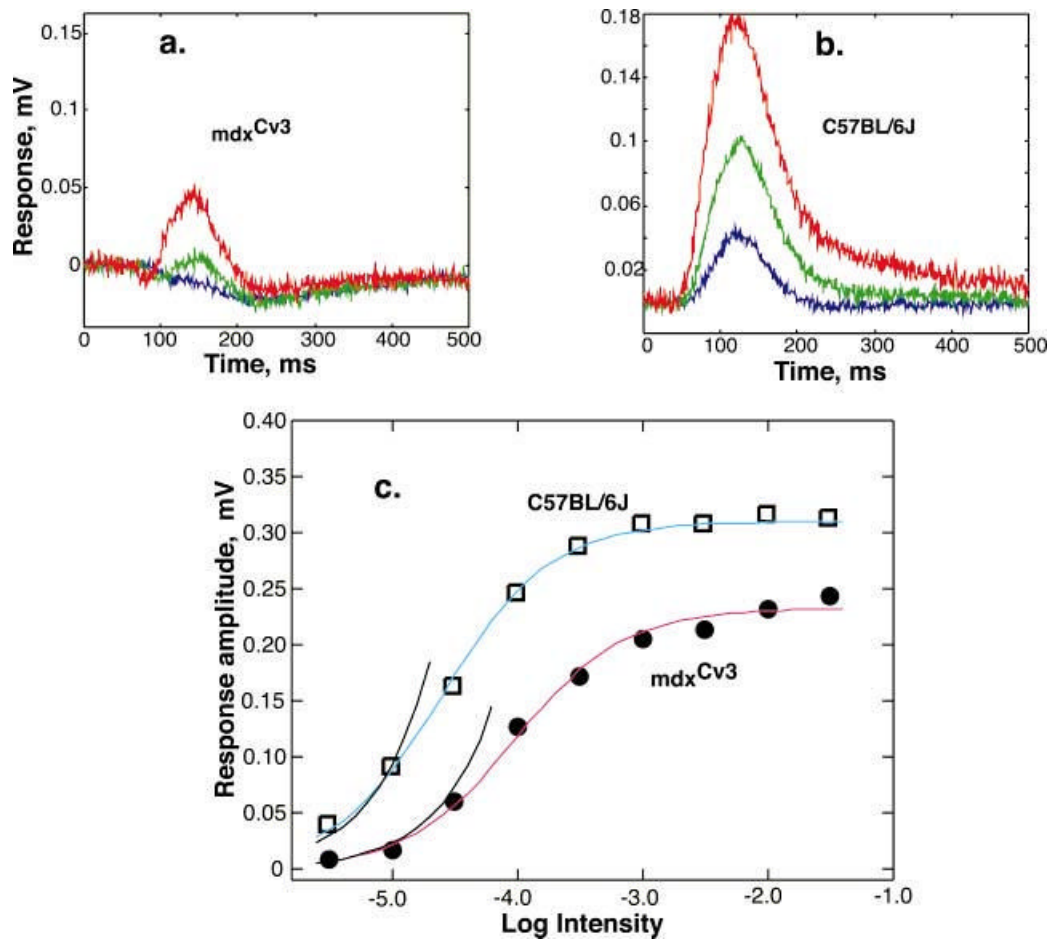 a.
mdxCv3
Response, mV
0.15
0.1
0.05
0
0 100 200 300 400 500
Time, ms
b.
C57BL/6J
0.18
0.14
0.1
0.06
0.02
0 100 200 300 400 500
Time, ms
c.
C57BL/6J
mdxCv3
Response amplitude, mV
0.40
0.35
0.30
0.25
0.20
0.15
0.10
0.05
0
-5.0 -4.0 -3.0 -2.0 -1.0
Log Intensity